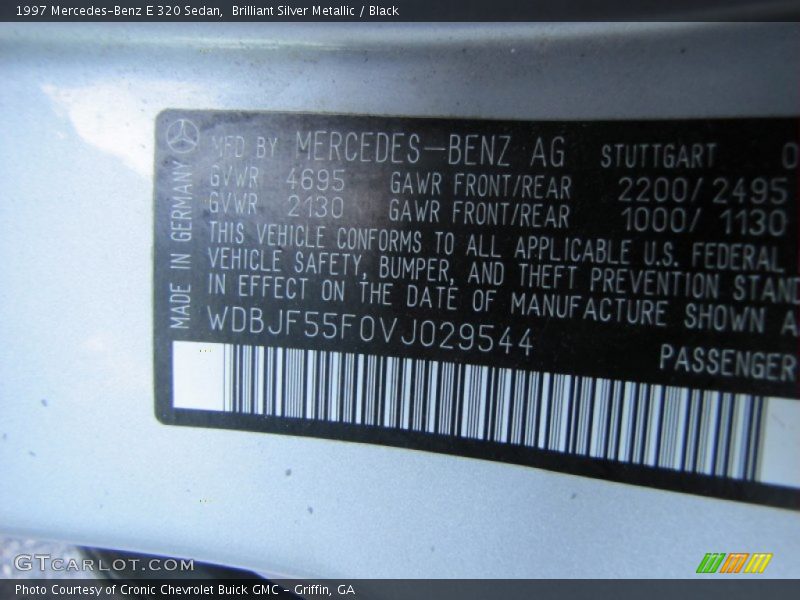 1997 Mercedes-Benz E 320 Sedan, Brilliant Silver Metallic / Black
MFD BY MERCEDES-BENZ AG STUTTGART 0
GVWR 4695 GAWR FRONT/REAR 2200/ 2495
GVWR 2130 GAWR FRONT/REAR 1000/ 1130
THIS VEHICLE CONFORMS TO ALL APPLICABLE U.S. FEDERAL
VEHICLE SAFETY, BUMPER, AND THEFT PREVENTION STAND
IN EFFECT ON THE DATE OF MANUFACTURE SHOWN A
WDBJF55F0VJ029544
PASSENGER
MADE IN GERMANY
GTCARLOT.COM
Photo Courtesy of Cronic Chevrolet Buick GMC - Griffin, GA